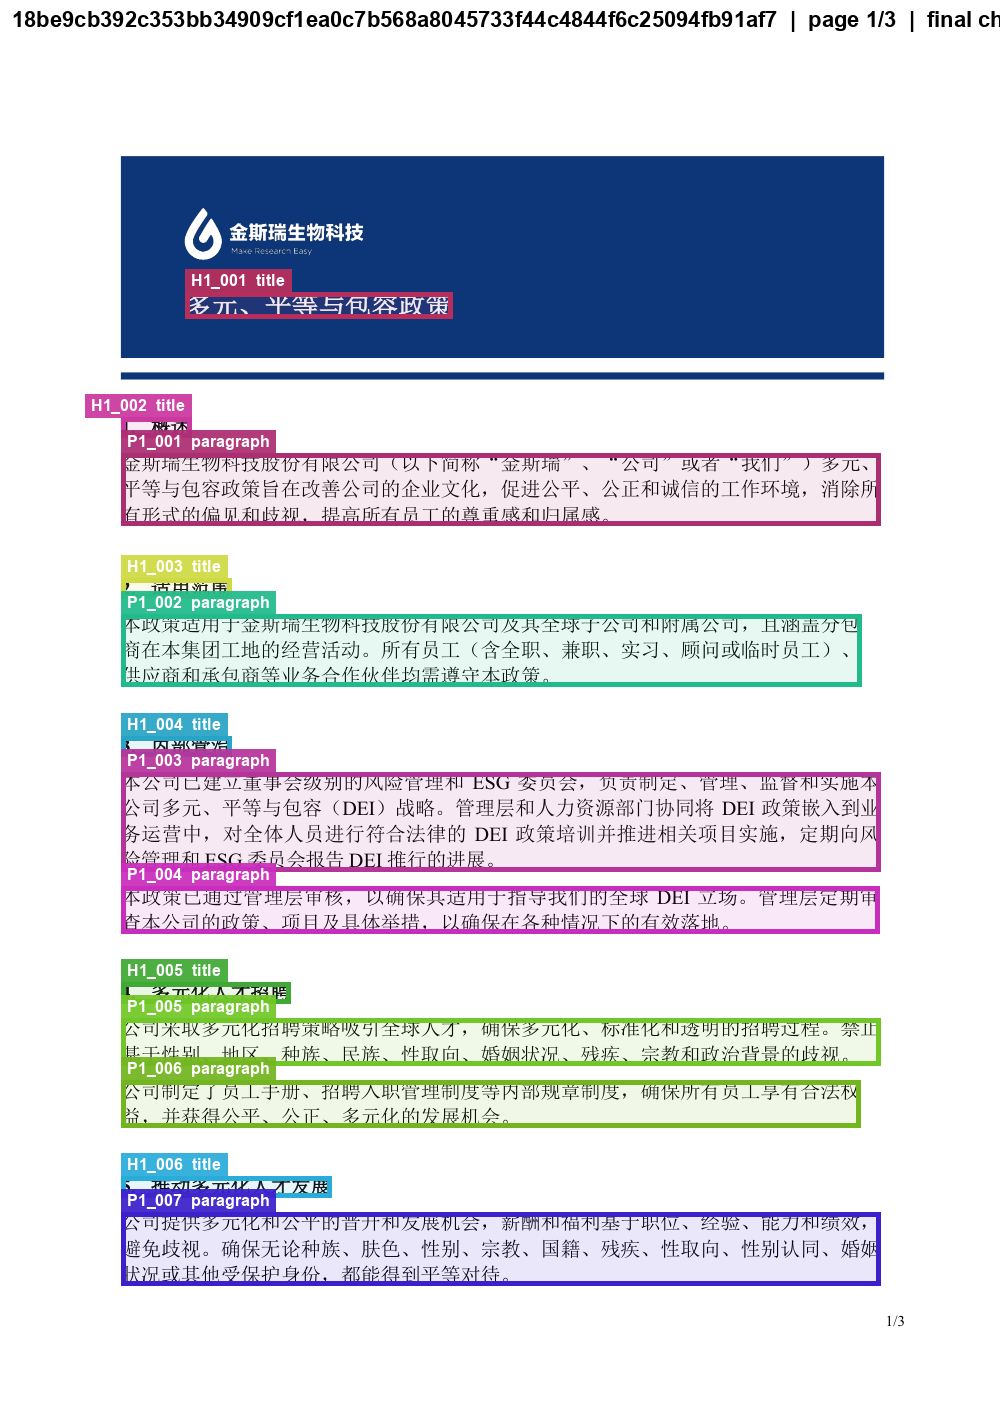 18be9cb392c353bb34909cf1ea0c7b568a8045733f44c4844f6c25094fb91af7 | page 1/3 | final ch
金斯瑞生物科技
Make Research Easy
H1_001 title
多元、平等与包容政策
H1_002 title
概述
P1_001 paragraph
金斯瑞生物科技股份有限公司（以下简称“金斯瑞”、“公司”或者“我们”）多元、
平等与包容政策旨在改善公司的企业文化，促进公平、公正和诚信的工作环境，消除所
有形式的偏见和歧视，提高所有员工的尊重感和归属感。
H1_003 title
适用范围
P1_002 paragraph
本政策适用于金斯瑞生物科技股份有限公司及其全球子公司和附属公司，且涵盖分包
商在本集团工地的经营活动。所有员工（含全职、兼职、实习、顾问或临时员工）、
供应商和承包商等业务合作伙伴均需遵守本政策。
H1_004 title
内部管治
P1_003 paragraph
本公司已建立董事会级别的风险管理和 ESG 委员会，负责制定、管理、监督和实施本
公司多元、平等与包容（DEI）战略。管理层和人力资源部门协同将 DEI 政策嵌入到业
务运营中，对全体人员进行符合法律的 DEI 政策培训并推进相关项目实施，定期向风
险管理和 ESG 委员会报告 DEI 推行的进展。
P1_004 paragraph
本政策已通过管理层审核，以确保其适用于指导我们的全球 DEI 立场。管理层定期审
查本公司的政策、项目及具体举措，以确保在各种情况下的有效落地。
H1_005 title
多元化人才招聘
P1_005 paragraph
公司采取多元化招聘策略吸引全球人才，确保多元化、标准化和透明的招聘过程。禁止
基于性别、地区、种族、民族、性取向、婚姻状况、残疾、宗教和政治背景的歧视。
P1_006 paragraph
公司制定了员工手册、招聘入职管理制度等内部规章制度，确保所有员工享有合法权
益，并获得公平、公正、多元化的发展机会。
H1_006 title
推动多元化人才发展
P1_007 paragraph
公司提供多元化和公平的晋升和发展机会，薪酬和福利基于职位、经验、能力和绩效，
避免歧视。确保无论种族、肤色、性别、宗教、国籍、残疾、性取向、性别认同、婚姻
状况或其他受保护身份，都能得到平等对待。
1/3